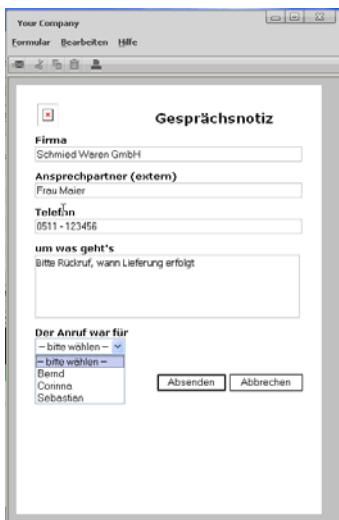 Your Company
Formular Bearbeiten Hilfe
Gesprächsnotiz
Firma
Schmied Waren GmbH
Ansprechpartner (extern)
Frau Maier
Telefon
0511 - 123456
um was geht's
Bitte Rückruf, wann Lieferung erfolgt
Der Anruf war für
– bitte wählen –
– bitte wählen –
Bernd
Corinna
Sebastian
Absenden Abbrechen